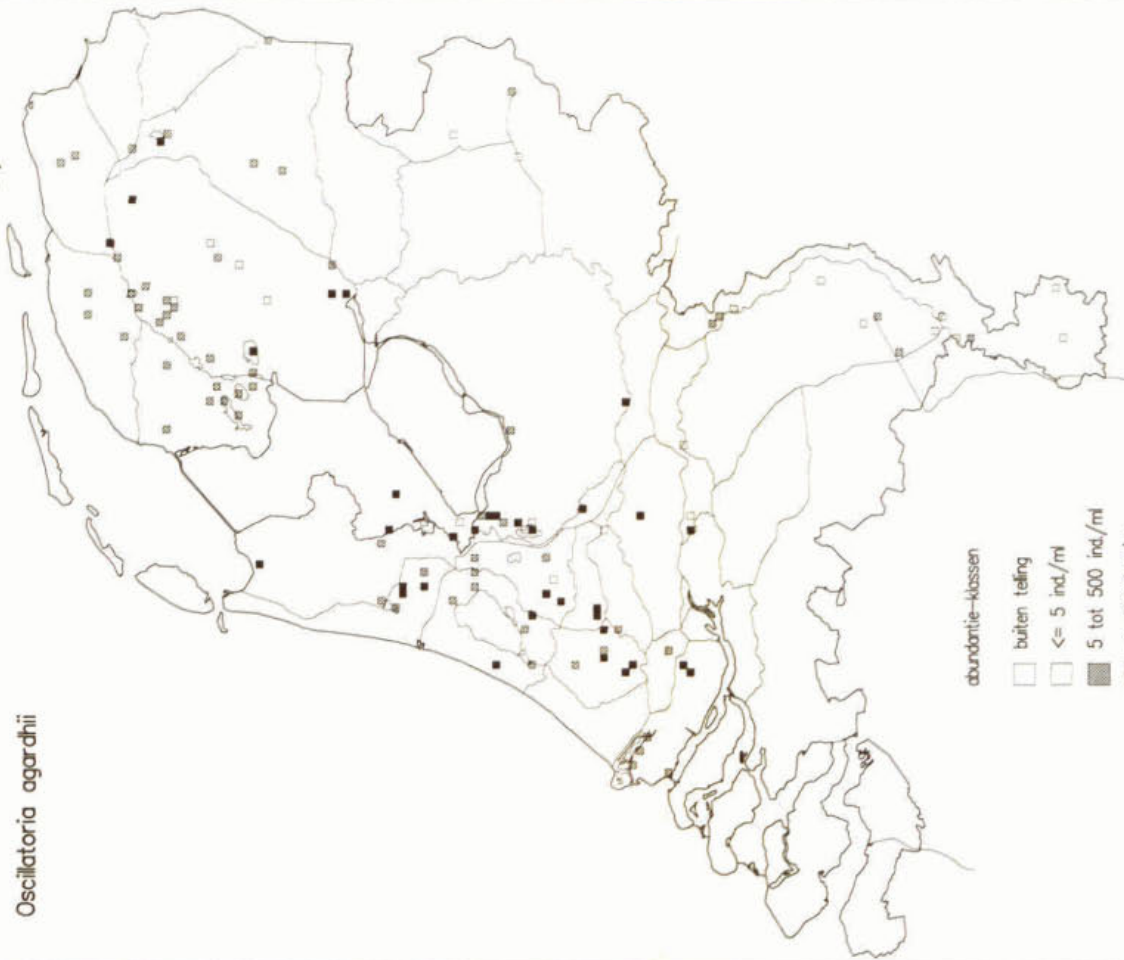 Oscillatoria agardhii
abundantie-klassen
buiten telling
<= 5 ind./ml
5 tot 500 ind./ml